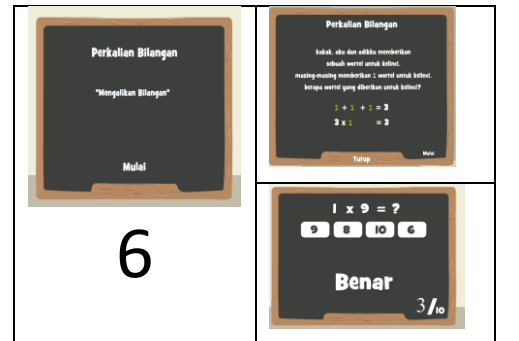 Perkalian Bilangan
"Mengalikan Bilangan"
Mulai
6
Perkalian Bilangan
kakak, aku dan adikku memberikan
sebuah wortel untuk kelinci.
masing-masing memberikan 1 wortel untuk kelinci.
berapa wortel yang diberikan untuk kelinci?
1 + 1 + 1 = 3
3 x 1 = 3
Mulai
Tutup
1 x 9 = ?
9 8 10 6
Benar
3/10